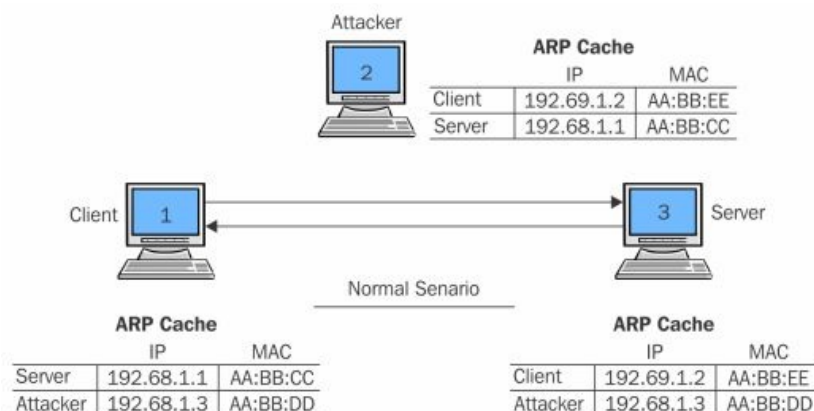 Attacker
2
ARP Cache
IP MAC
Client 192.69.1.2 AA:BB:EE
Server 192.68.1.1 AA:BB:CC
Client 1
3 Server
Normal Senario
ARP Cache
IP MAC
Server 192.68.1.1 AA:BB:CC
Attacker 192.68.1.3 AA:BB:DD
ARP Cache
IP MAC
Client 192.69.1.2 AA:BB:EE
Attacker 192.68.1.3 AA:BB:DD